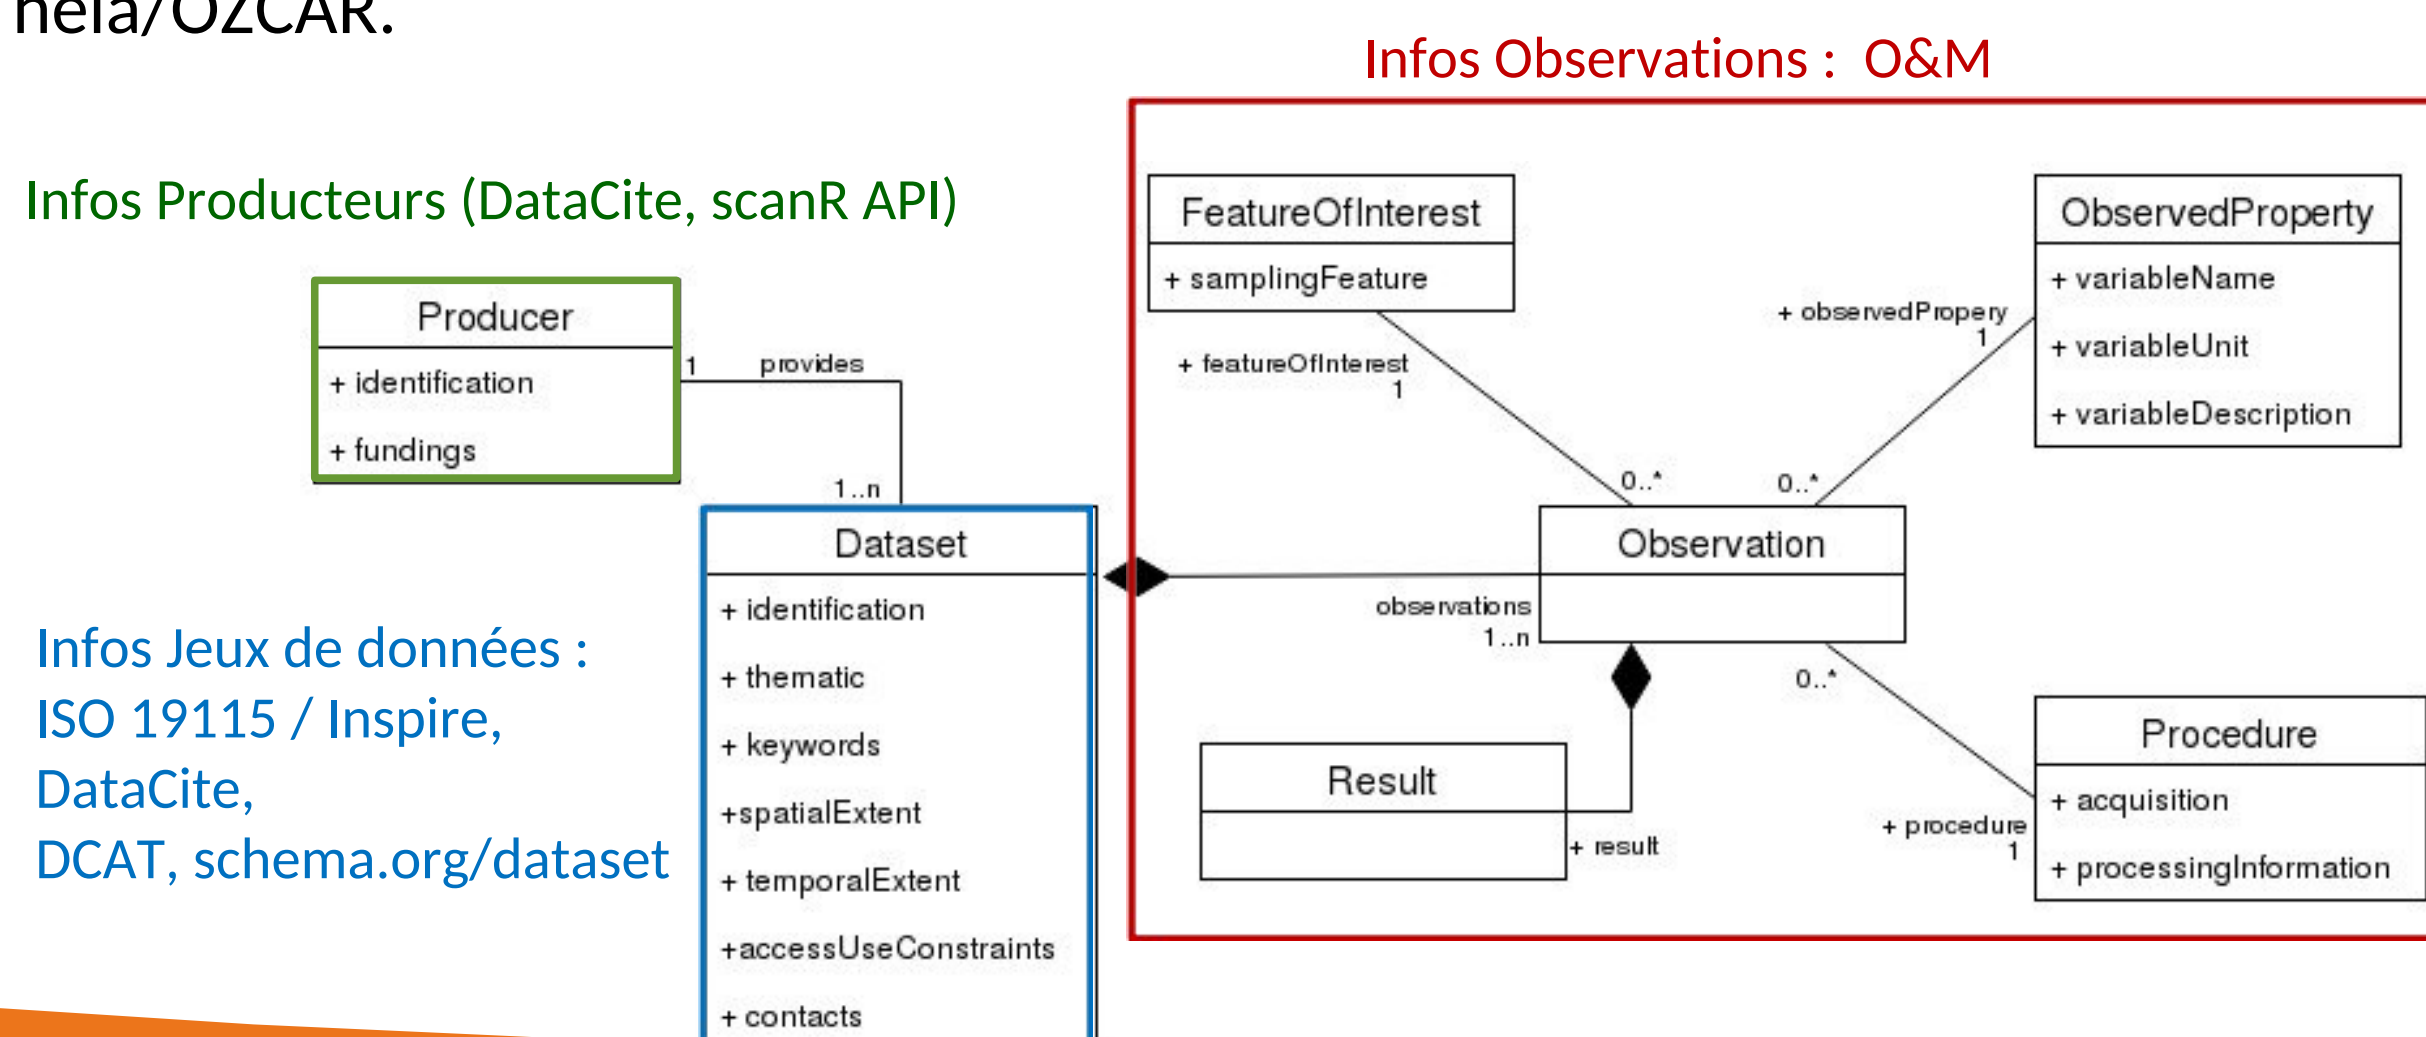 heia/OZCAR.
Infos Observations : O&M
Infos Producteurs (DataCite, scanR API)
FeatureOfInterest
+ samplingFeature
ObservedProperty
+ variableName
+ variableUnit
+ variableDescription
+ observedPropery
1
+ featureOfInterest
1
Producer
+ identification
+ fundings
1
provides
1..n
0..*
0..*
Dataset
+ identification
+ thematic
+ keywords
+spatialExtent
+ temporalExtent
+accessUseConstraints
+ contacts
Observation
observations
1..n
0..*
Infos Jeux de données :
ISO 19115 / Inspire,
DataCite,
DCAT, schema.org/dataset
Result
+ result
Procedure
+ acquisition
+ processingInformation
+ procedure
1